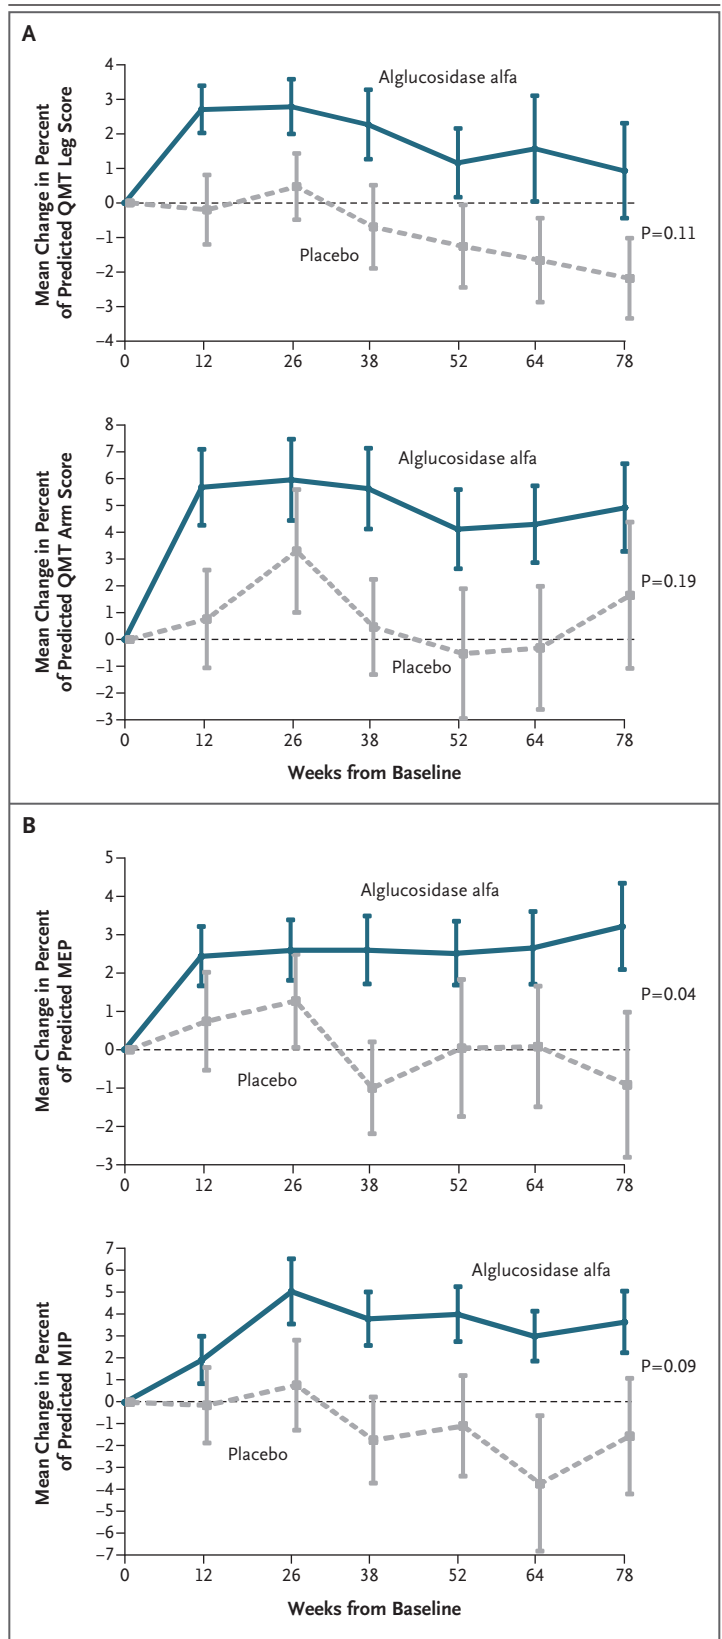 A
Mean Change in Percent
of Predicted QMT Leg Score
4
3
2
1
0
–1
–2
–3
–4
Alglucosidase alfa
Placebo
P=0.11
0 12 26 38 52 64 78
Mean Change in Percent
of Predicted QMT Arm Score
8
7
6
5
4
3
2
1
0
–1
–2
–3
Alglucosidase alfa
Placebo
P=0.19
0 12 26 38 52 64 78
Weeks from Baseline
B
Mean Change in Percent
of Predicted MEP
5
4
3
2
1
0
–1
–2
–3
Alglucosidase alfa
Placebo
P=0.04
0 12 26 38 52 64 78
Mean Change in Percent
of Predicted MIP
7
6
5
4
3
2
1
0
–1
–2
–3
–4
–5
–6
–7
Alglucosidase alfa
Placebo
P=0.09
0 12 26 38 52 64 78
Weeks from Baseline